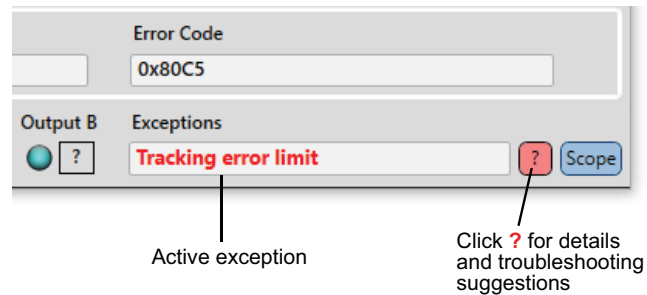 Error Code
0x80C5
Output B
Exceptions
?
Tracking error limit
?
Scope
Active exception
Click ? for details
and troubleshooting
suggestions